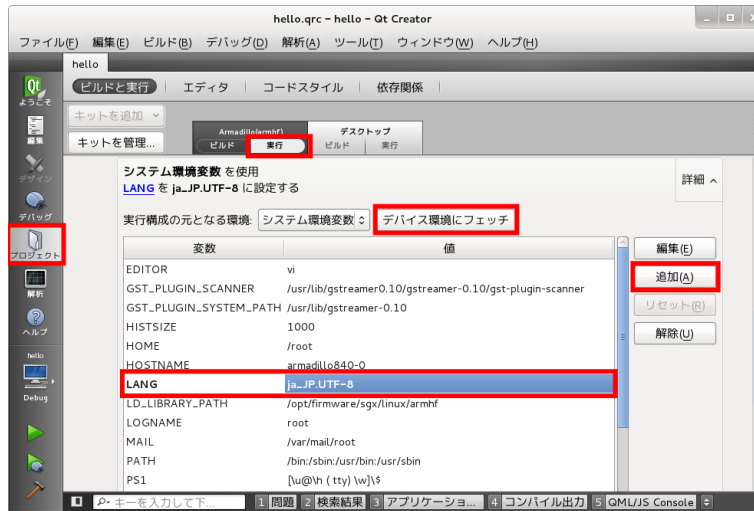 hello.qrc - hello - Qt Creator
ファイル(F) 編集(E) ビルド(B) デバッグ(D) 解析(A) ツール(T) ウィンドウ(W) ヘルプ(H)
hello
Qt
ようこそ
ビルドと実行 エディタ コードスタイル 依存関係
キットを追加
編集
キットを管理...
Armadillo(armhf) デスクトップ
ビルド 実行 ビルド 実行
デザイン
システム環境変数 を使用
LANG を ja_JP.UTF-8 に設定する
詳細
デバッグ
実行構成の元となる環境: システム環境変数 デバイス環境にフェッチ
プロジェクト
変数 値
編集(E)
EDITOR vi
追加(A)
GST_PLUGIN_SCANNER /usr/lib/gstreamer0.10/gstreamer-0.10/gst-plugin-scanner
解析
GST_PLUGIN_SYSTEM_PATH /usr/lib/gstreamer-0.10
リセット(R)
ヘルプ
HISTSIZE 1000
解除(U)
HOME /root
hello
HOSTNAME armadillo840-0
LANG ja_JP.UTF-8
Debug
LD_LIBRARY_PATH /opt/firmware/sgx/linux/armhf
LOGNAME root
MAIL /var/mail/root
PATH /bin:/sbin:/usr/bin:/usr/sbin
PS1 [\u@\h ( tty) \w]\$
キーを入力して下... 1 問題 2 検索結果 3 アプリケーショ... 4 コンパイル出力 5 QML/JS Console